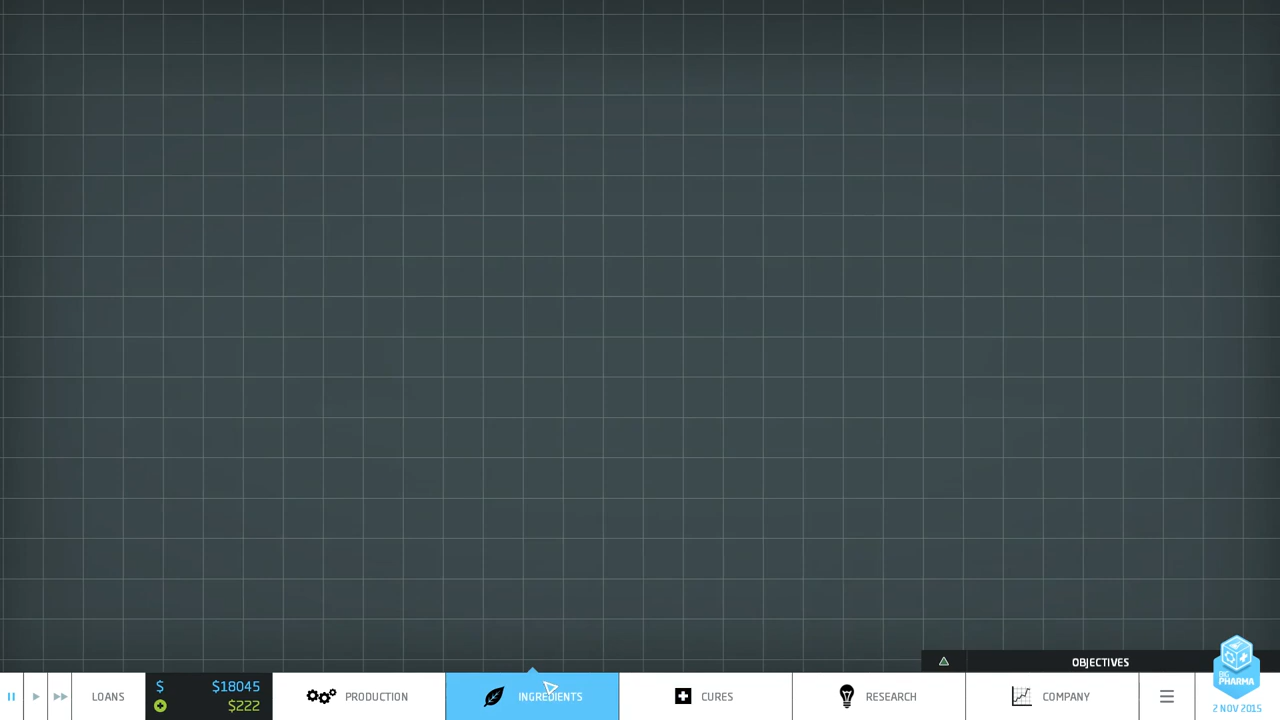 OBJECTIVES
LOANS
$ $18045
$222
PRODUCTION
INGREDIENTS
CURES
RESEARCH
COMPANY
BIG
PHARMA
2 NOV 2015